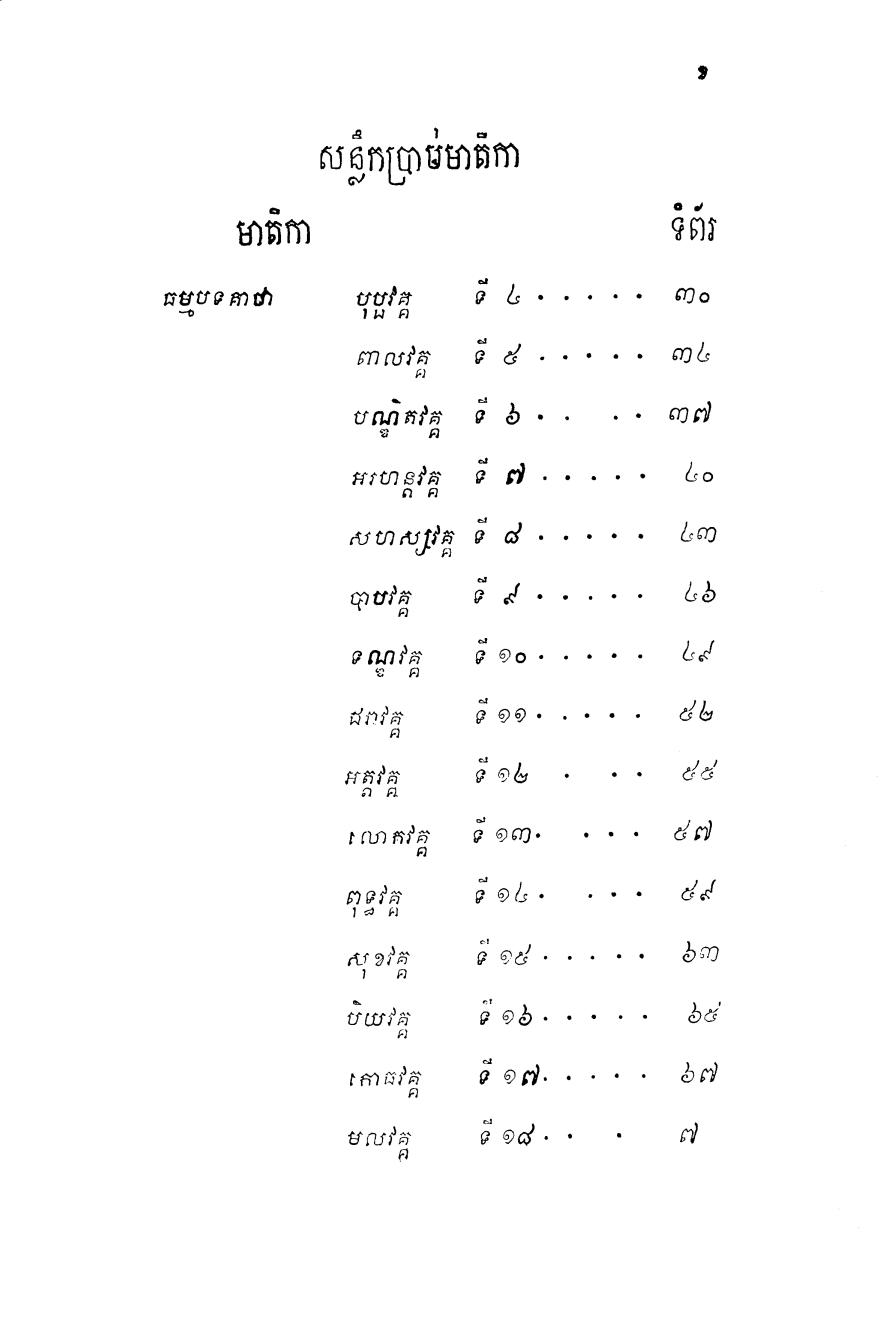 ខ
សន្លឹកប្រាប់មាតិកា
មាតិកា ទំព័រ
ធម្មបទគាថា បុប្ផវគ្គ ទី ៤ ..... ៣០
ពាលវគ្គ ទី ៥ ..... ៣៤
បណ្ឌិតវគ្គ ទី ៦ .. .. ៣៧
អរហន្តវគ្គ ទី ៧ ..... ៤០
សហស្សវគ្គ ទី ៨ ..... ៤៣
បាបវគ្គ ទី ៩ ..... ៤៦
ទណ្ឌវគ្គ ទី ១០ ..... ៤៩
ជរាវគ្គ ទី ១១ ..... ៥២
អត្តវគ្គ ទី ១២ . .. ៥៥
លោកវគ្គ ទី ១៣ . ... ៥៧
ពុទ្ធវគ្គ ទី ១៤ . ... ៥៩
សុខវគ្គ ទី ១៥ ..... ៦៣
បិយវគ្គ ទី ១៦ ..... ៦៥
កោធវគ្គ ទី ១៧ ..... ៦៧
មលវគ្គ ទី ១៨ .. . ៧